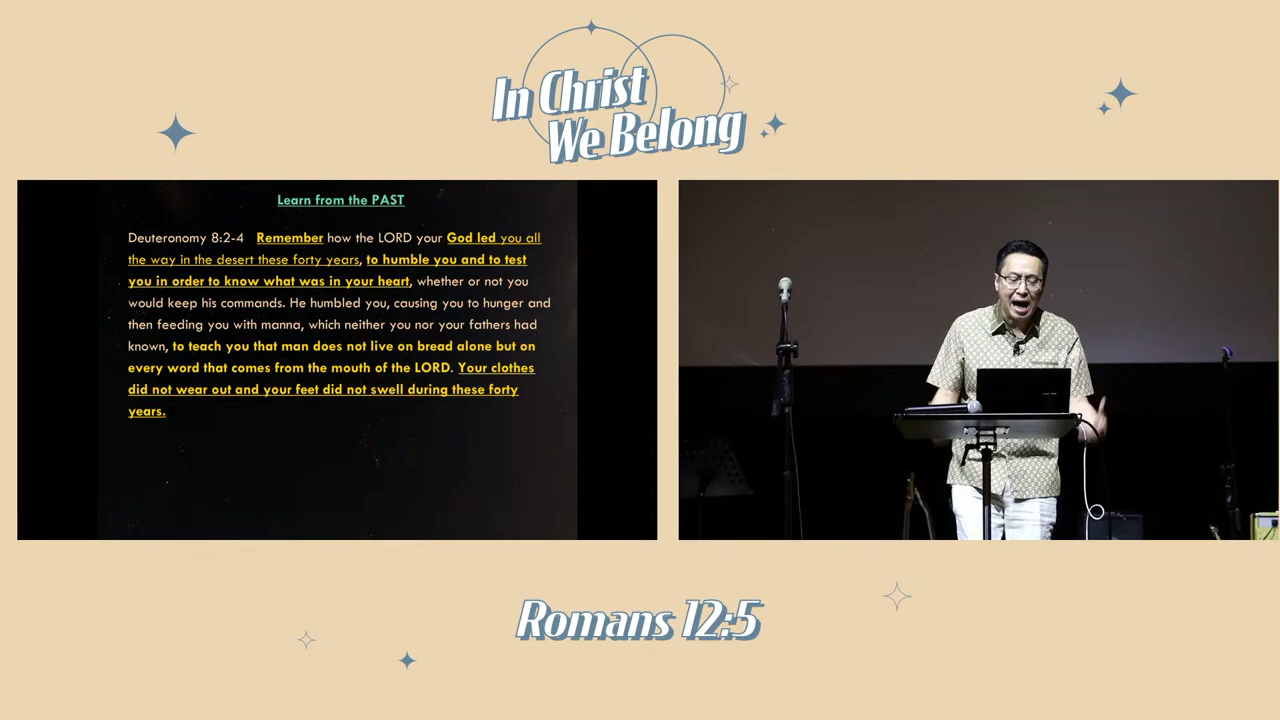 In Christ
We Belong
Learn from the PAST
Deuteronomy 8:2-4 Remember how the LORD your God led you all
the way in the desert these forty years, to humble you and to test
you in order to know what was in your heart, whether or not you
would keep his commands. He humbled you, causing you to hunger and
then feeding you with manna, which neither you nor your fathers had
known, to teach you that man does not live on bread alone but on
every word that comes from the mouth of the LORD. Your clothes
did not wear out and your feet did not swell during these forty
years.
Romans 12:5